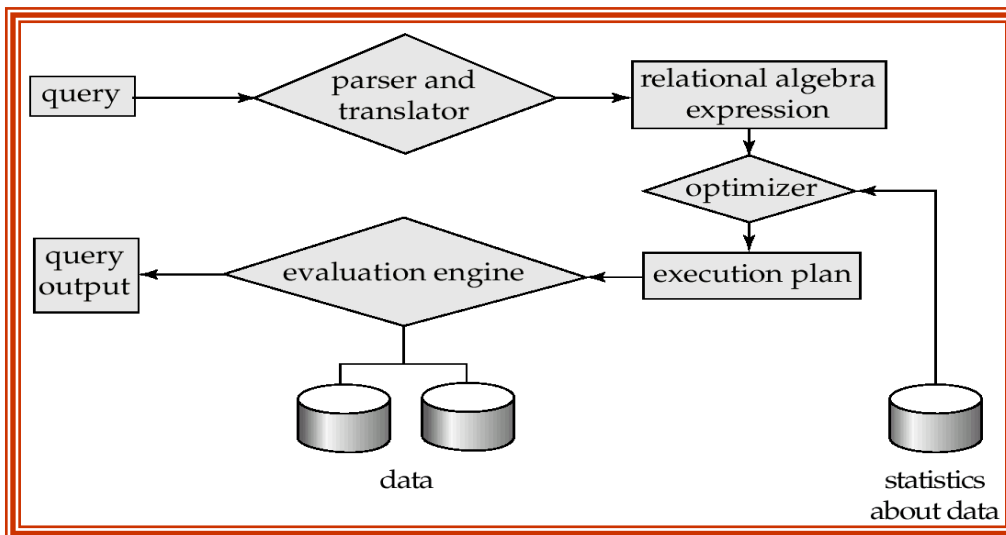 query
parser and
translator
relational algebra
expression
optimizer
query
output
evaluation engine
execution plan
data
statistics
about data